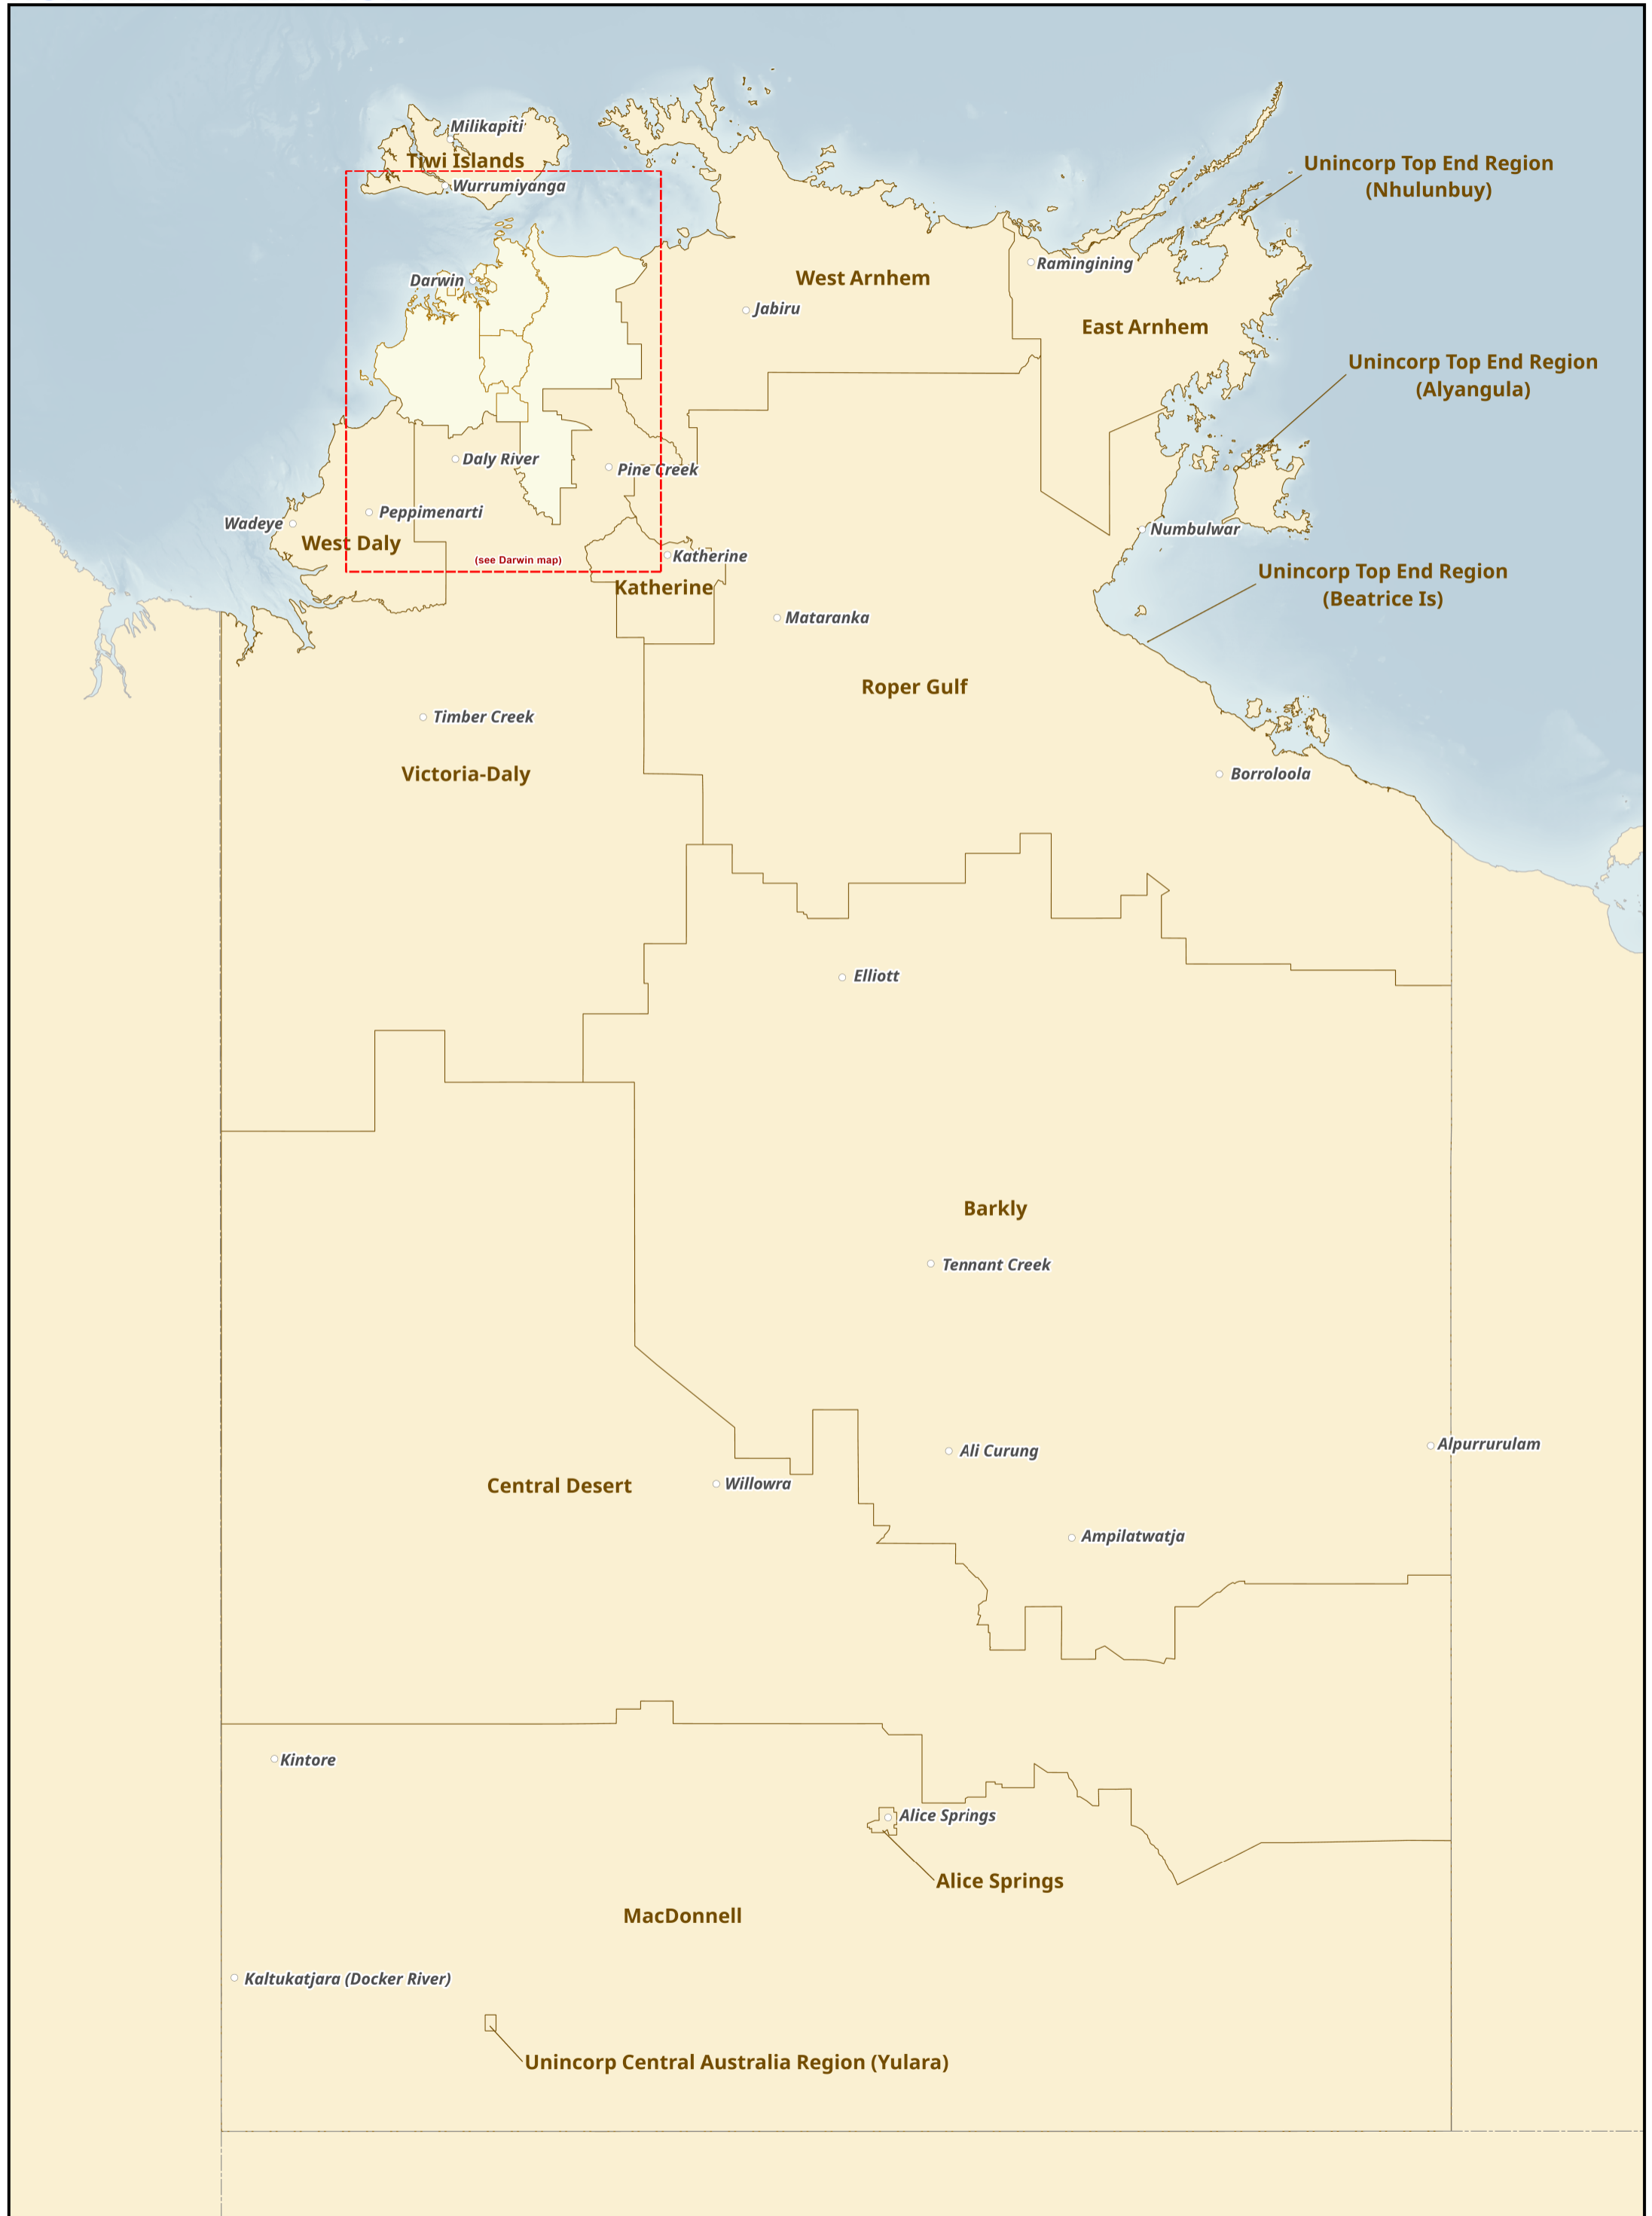 Milikapiti
Tiwi Islands
Wurrumiyanga
Unincorp Top End Region
(Nhulunbuy)
Darwin
West Arnhem
Ramingining
Jabiru
East Arnhem
Unincorp Top End Region
(Alyangula)
Daly River
Pine Creek
Peppimenarti
Wadeye
West Daly
Numbulwar
(see Darwin map)
Katherine
Katherine
Unincorp Top End Region
(Beatrice Is)
Mataranka
Roper Gulf
Timber Creek
Victoria-Daly
Borroloola
Elliott
Barkly
Tennant Creek
Ali Curung
Alpurrurulam
Central Desert
Willowra
Ampilatwatja
Kintore
Alice Springs
Alice Springs
MacDonnell
Kaltukatjara (Docker River)
Unincorp Central Australia Region (Yulara)